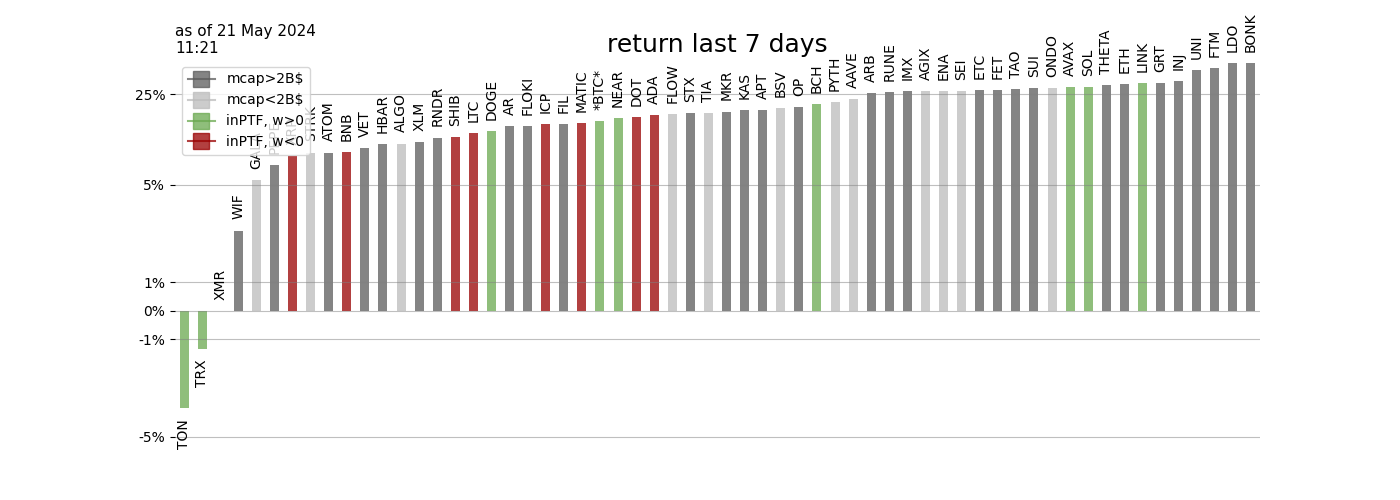 as of 21 May 2024
11:21
return last 7 days
mcap>2B$
mcap<2B$
inPTF, w>0
inPTF, w<0
25%
5%
1%
0%
-1%
-5%
TON
TRX
XMR
WIF
STRK
ATOM
BNB
VET
HBAR
ALGO
XLM
RNDR
SHIB
LTC
DOGE
AR
FLOKI
ICP
FIL
MATIC
*BTC*
NEAR
DOT
ADA
FLOW
STX
TIA
MKR
KAS
APT
BSV
OP
BCH
PYTH
AAVE
ARB
RUNE
IMX
AGIX
ENA
SEI
ETC
FET
TAO
SUI
ONDO
AVAX
SOL
THETA
ETH
LINK
GRT
INJ
UNI
FTM
LDO
BONK